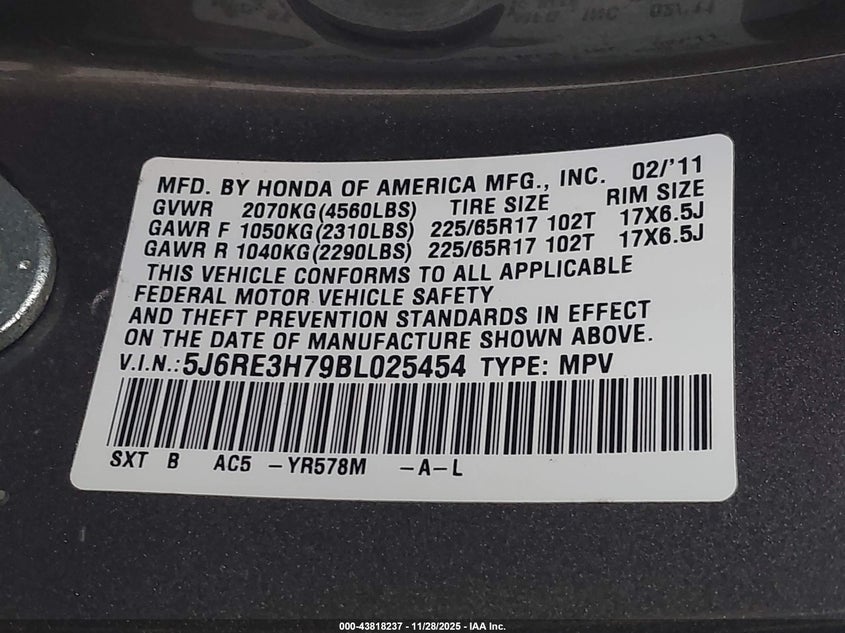 MFD. BY HONDA OF AMERICA MFG., INC. 02/'11
GVWR 2070KG(4560LBS) TIRE SIZE RIM SIZE
GAWR F 1050KG(2310LBS) 225/65R17 102T 17X6.5J
GAWR R 1040KG(2290LBS) 225/65R17 102T 17X6.5J
THIS VEHICLE CONFORMS TO ALL APPLICABLE
FEDERAL MOTOR VEHICLE SAFETY
AND THEFT PREVENTION STANDARDS IN EFFECT
ON THE DATE OF MANUFACTURE SHOWN ABOVE.
V.I.N.:5J6RE3H79BL025454 TYPE: MPV
SXT B AC5 -YR578M -A-L
000-43818237 - 11/28/2025 - IAA Inc.